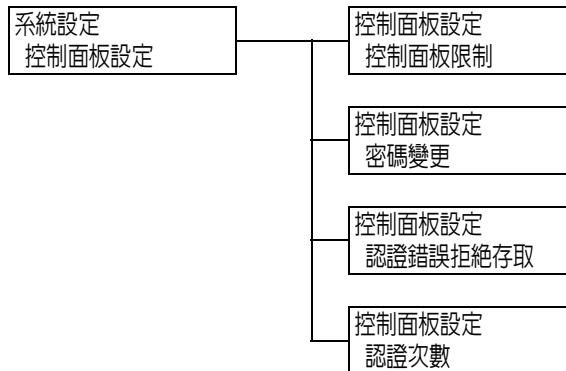 系統設定
控制面板設定
控制面板設定
控制面板限制
控制面板設定
密碼變更
控制面板設定
認證錯誤拒絶存取
控制面板設定
認證次數